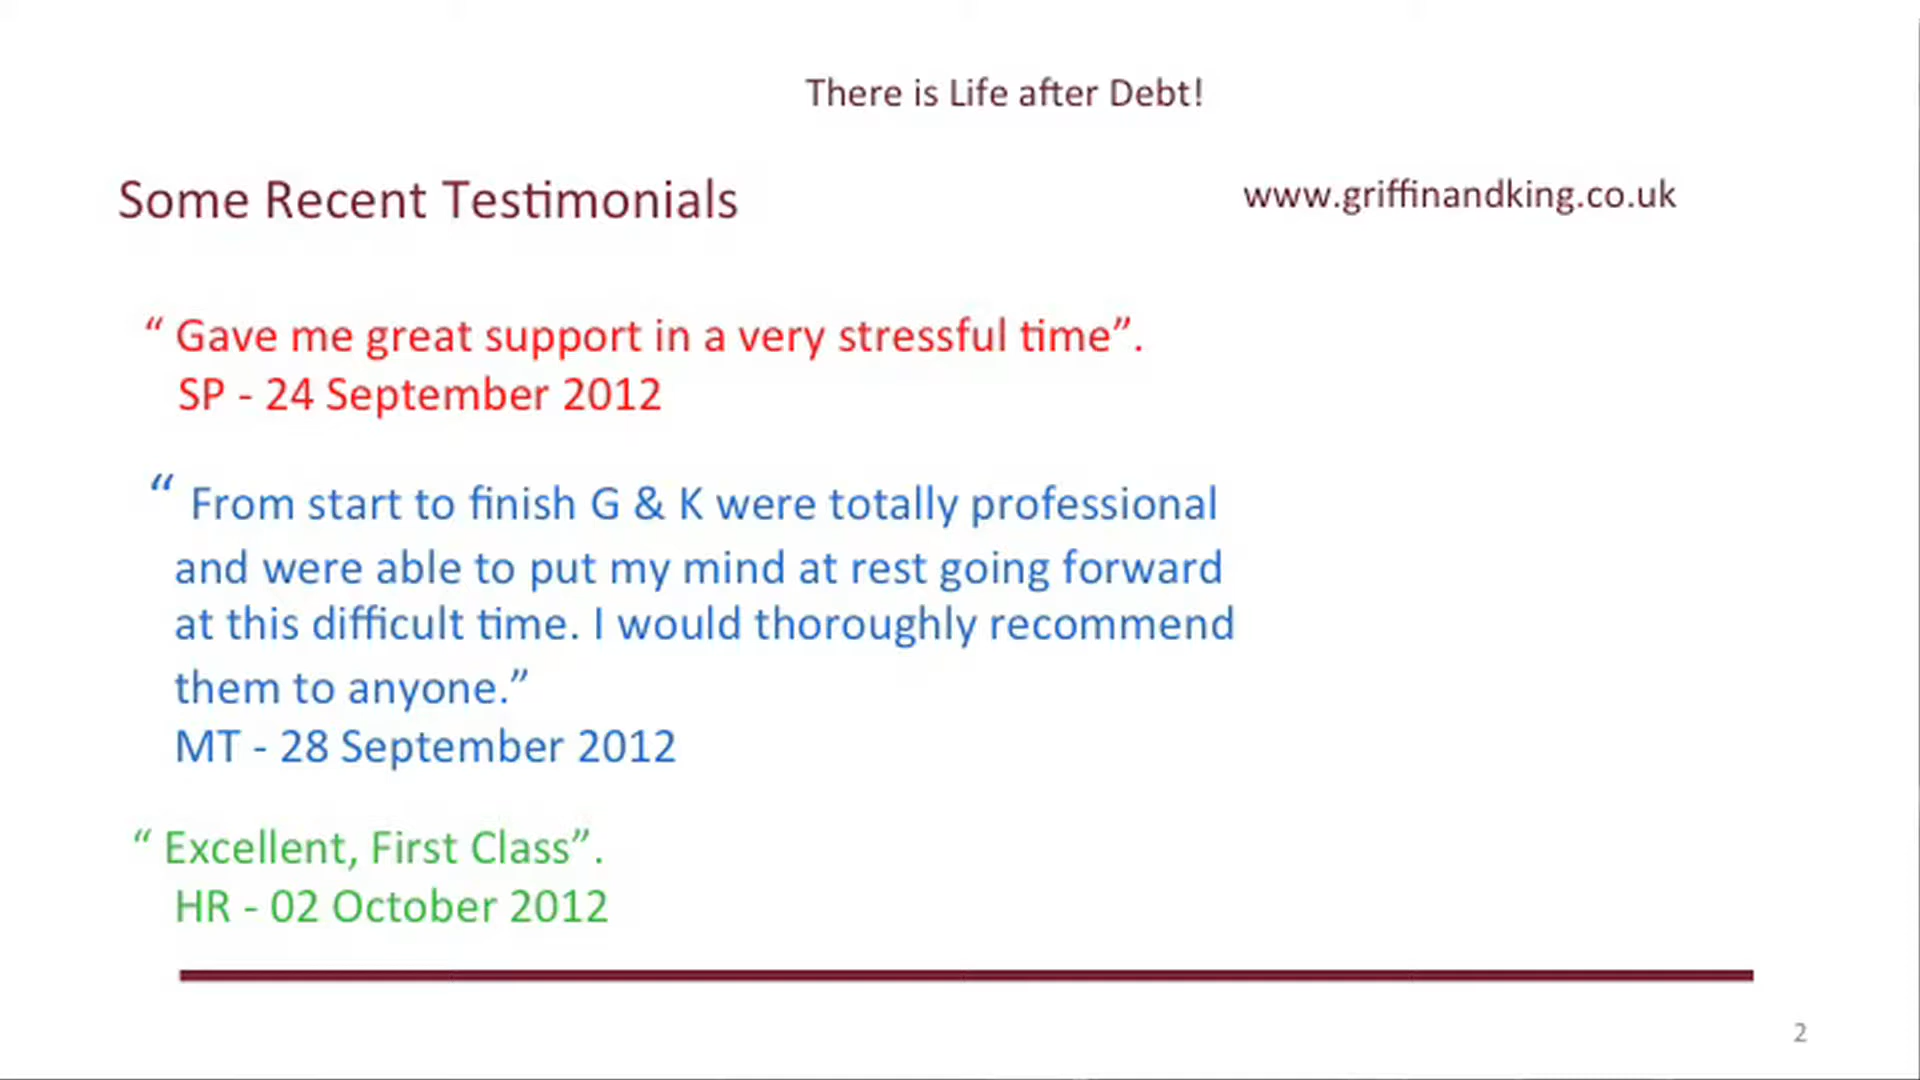 There is Life after Debt!
Some Recent Testimonials
www.griffinandking.co.uk
“ Gave me great support in a very stressful time”.
SP - 24 September 2012
“ From start to finish G & K were totally professional
and were able to put my mind at rest going forward
at this difficult time. I would thoroughly recommend
them to anyone.”
MT - 28 September 2012
“ Excellent, First Class”.
HR - 02 October 2012
2